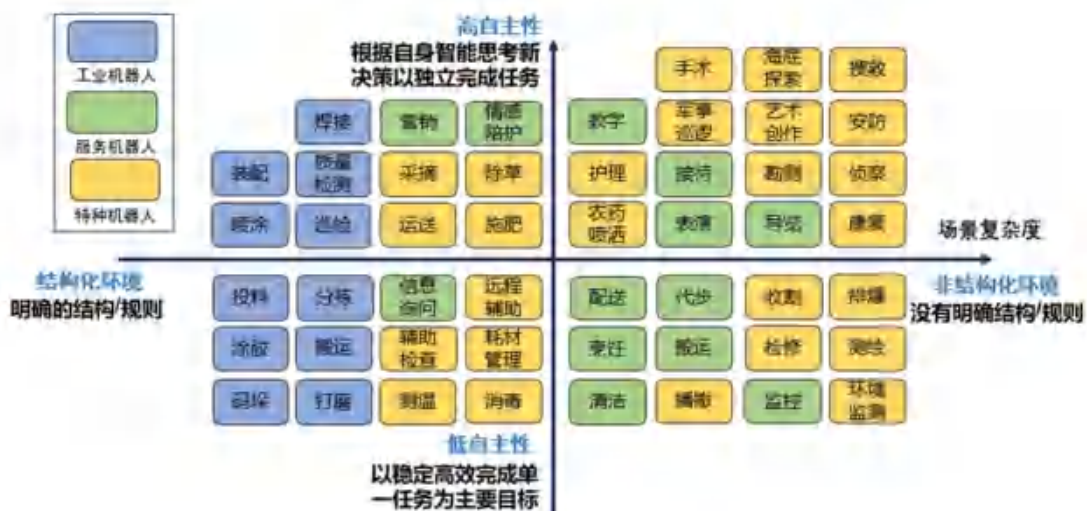 工业机器人
服务机器人
特种机器人
高自主性
根据自身智能思考新
决策以独立完成任务
手术
海底
探索
搜救
焊接
营销
情感
陪护
教学
军事
巡逻
艺术
创作
安防
装配
质量
检测
采摘
除草
护理
接待
勘测
侦察
喷涂
巡检
运送
施肥
农药
喷洒
表演
导览
康复
场景复杂度
结构化环境
明确的结构/规则
非结构化环境
没有明确结构/规则
投料
分拣
信息
询问
远程
辅助
配送
代步
收割
排爆
涂胶
搬运
辅助
检查
耗材
管理
烹饪
搬运
检修
测绘
码垛
打磨
测温
消毒
清洁
播撒
监控
环境
监测
低自主性
以稳定高效完成单
一任务为主要目标